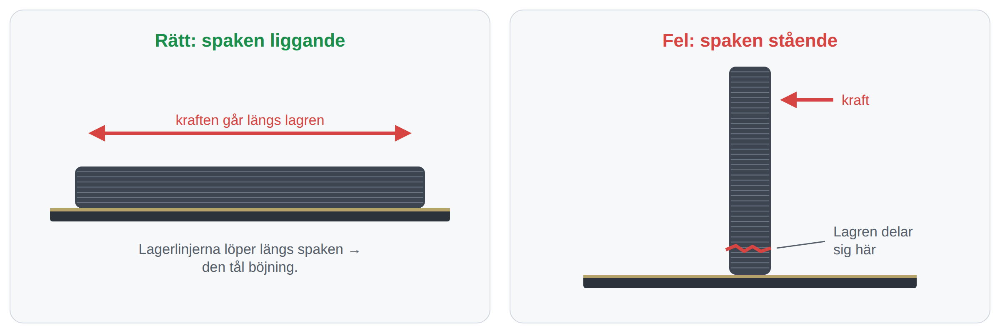 Rätt: spaken liggande
kraften går längs lagren
Lagerlinjerna löper längs spaken →
den tål böjning.
Fel: spaken stående
kraft
Lagren delar
sig här